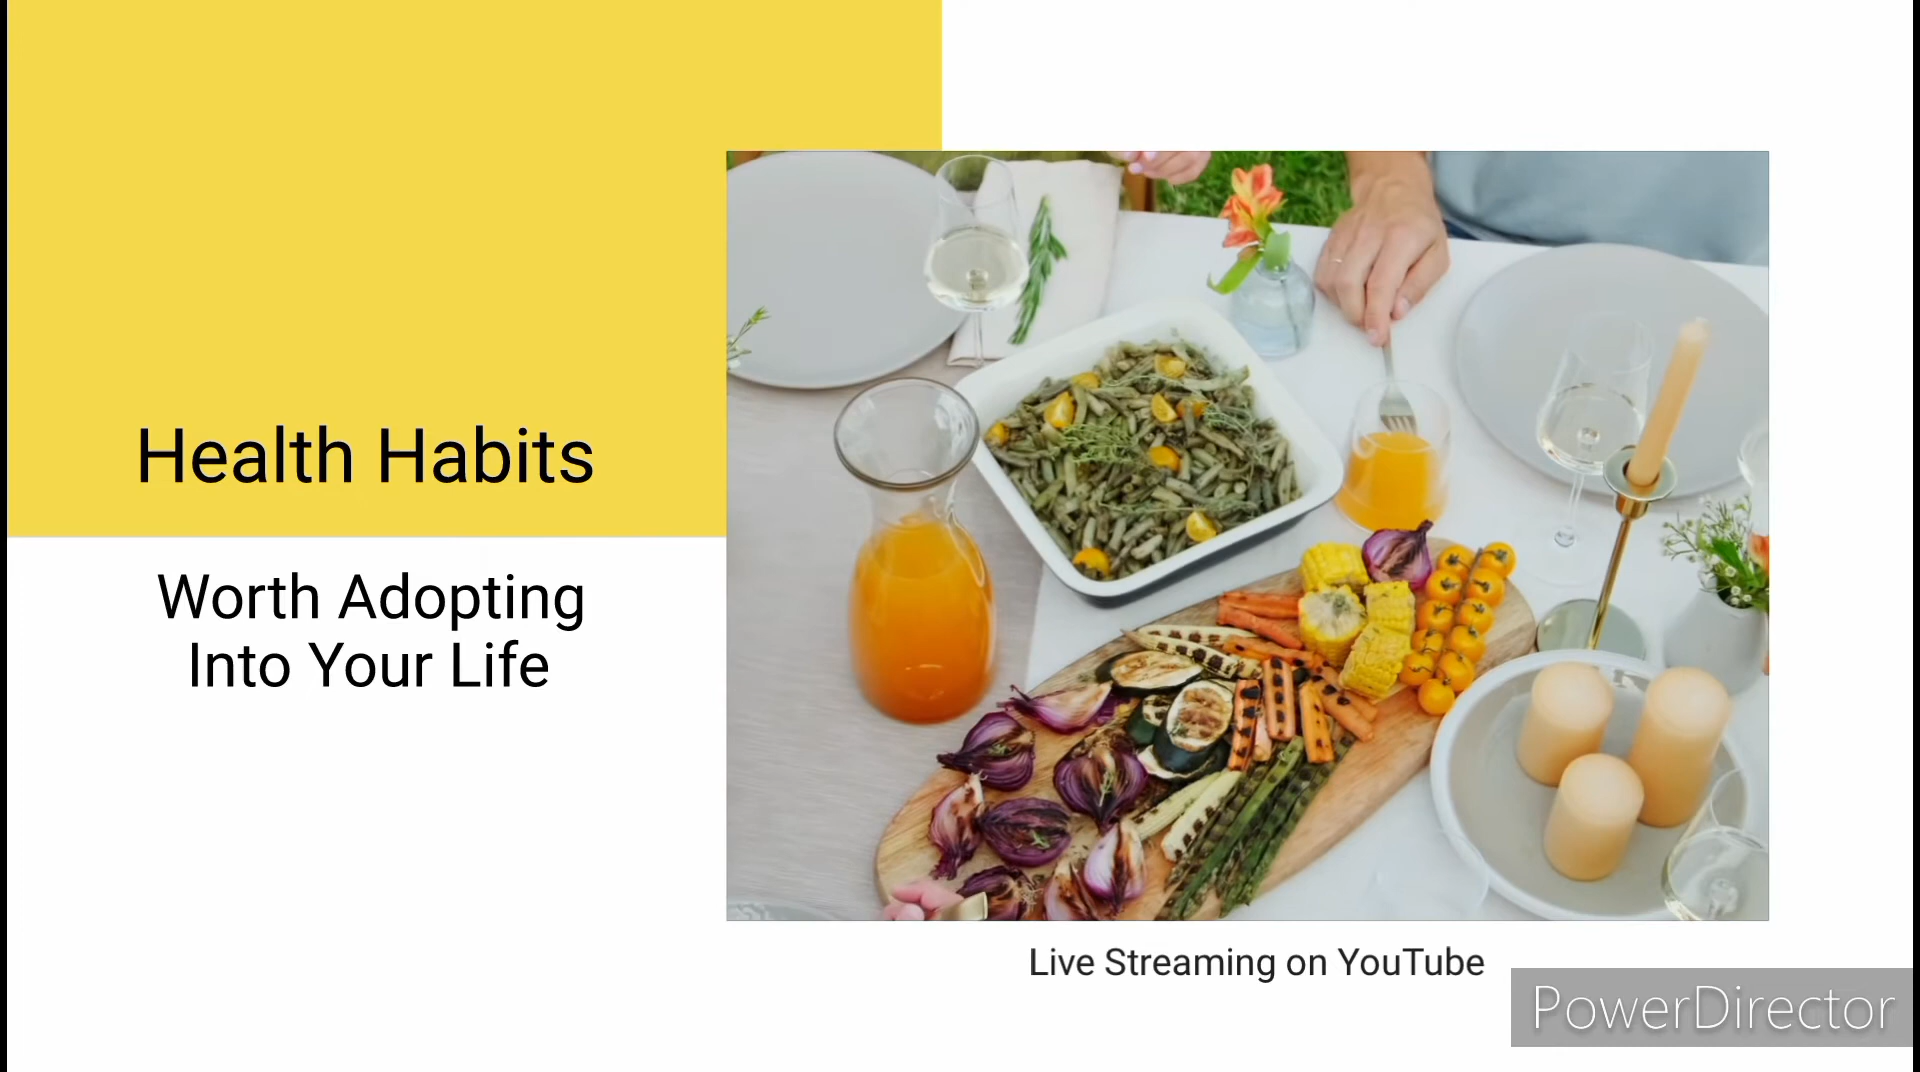 Health Habits
Worth Adopting
Into Your Life
Live Streaming on YouTube
PowerDirector